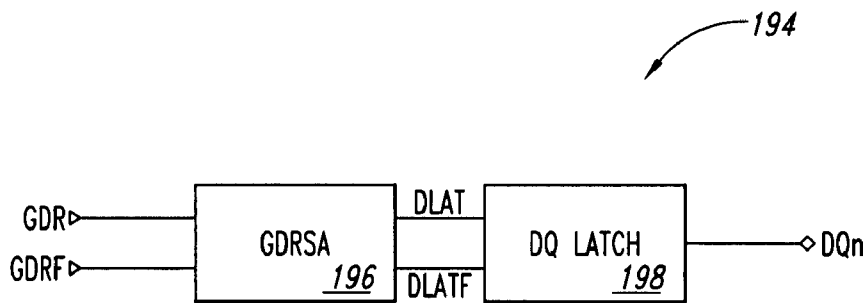 194
GDR
GDRF
GDRSA
196
DLAT
DLATF
DQ LATCH
198
DQn